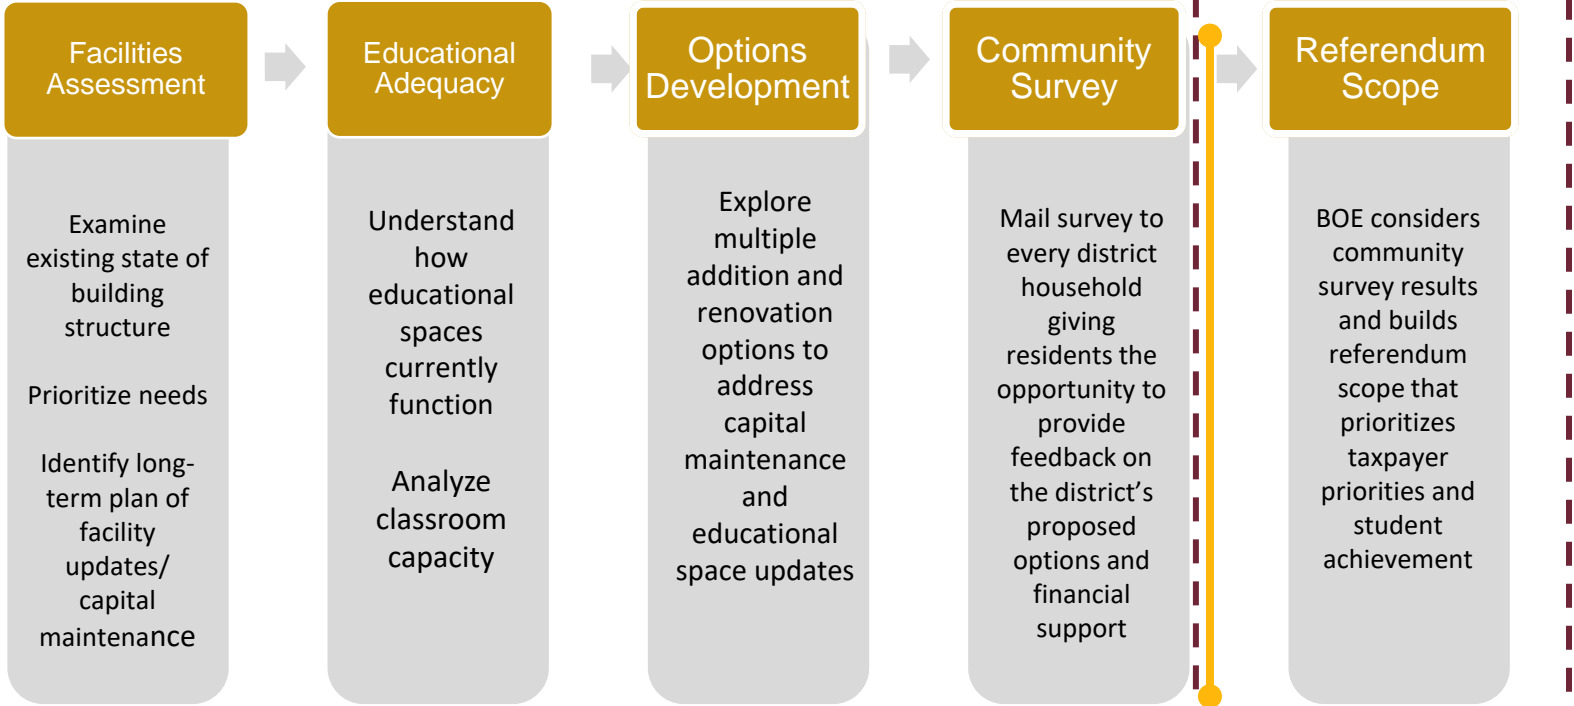 Facilities
Assessment
Examine
existing state of
building
structure
Prioritize needs
Identify long-
term plan of
facility
updates/
capital
maintenance
Educational
Adequacy
Understand
how
educational
spaces
currently
function
Analyze
classroom
capacity
Options
Development
Explore
multiple
addition and
renovation
options to
address
capital
maintenance
and
educational
space updates
Community
Survey
Mail survey to
every district
household
giving
residents the
opportunity to
provide
feedback on
the district’s
proposed
options and
financial
support
Referendum
Scope
BOE considers
community
survey results
and builds
referendum
scope that
prioritizes
taxpayer
priorities and
student
achievement